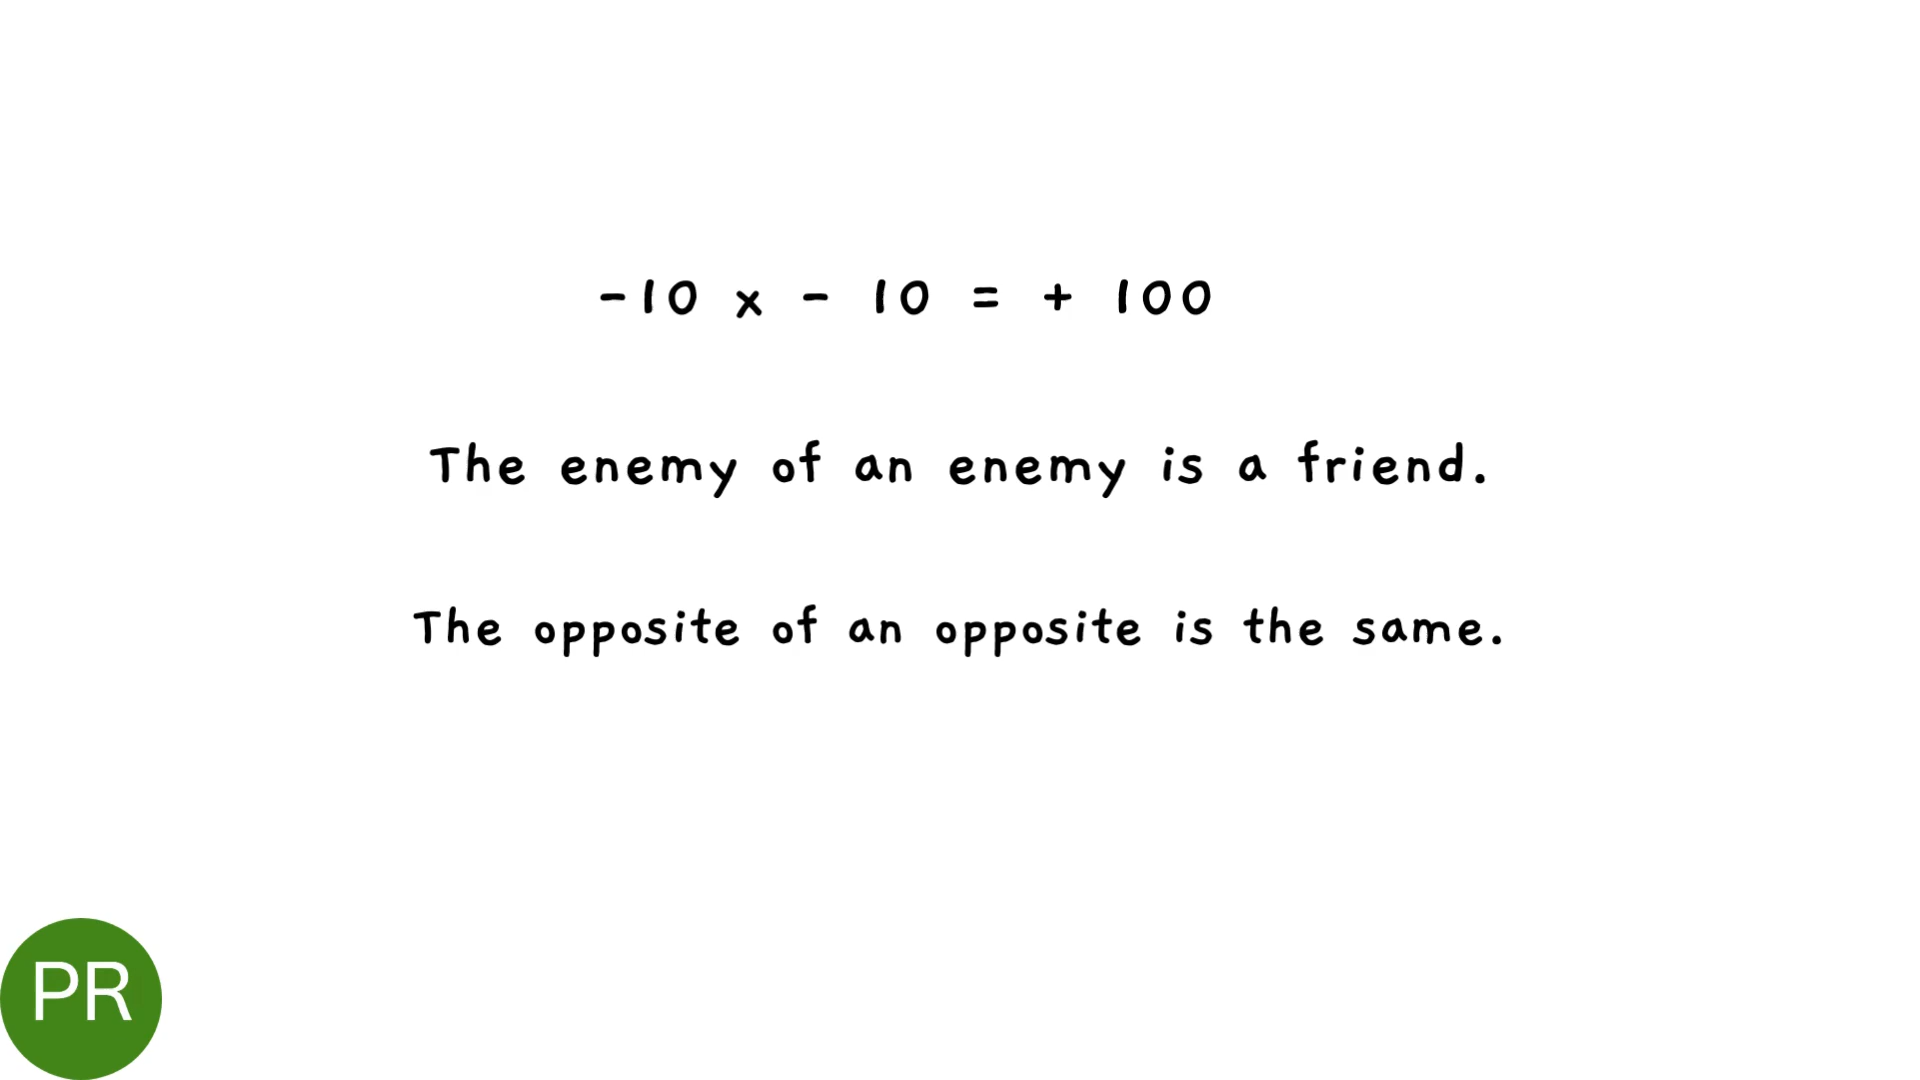 -10 x - 10 = + 100
The enemy of an enemy is a friend.
The opposite of an opposite is the same.
PR